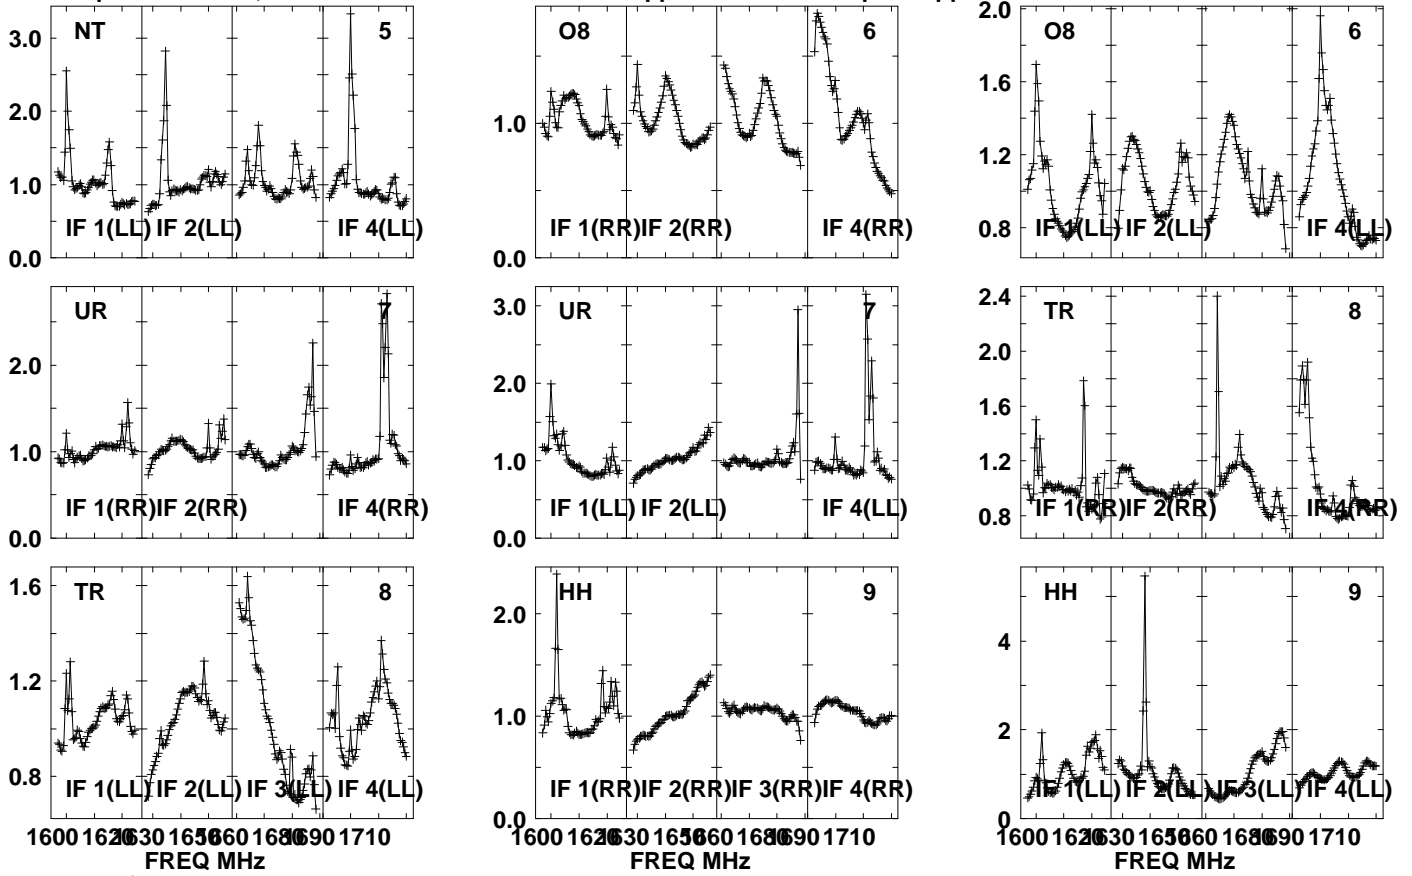 NT 5
3.0
2.0
1.0
0.0
IF 1(LL) IF 2(LL) IF 4(LL)
O8 6
1.0
0.0
IF 1(RR) IF 2(RR) IF 4(RR)
O8 6
2.0
1.6
1.2
0.8
IF 1(LL) IF 2(LL) IF 4(LL)
UR 7
2.0
1.0
0.0
IF 1(RR) IF 2(RR) IF 4(RR)
UR 7
3.0
2.0
1.0
0.0
IF 1(LL) IF 2(LL) IF 4(LL)
TR 8
2.4
2.0
1.6
1.2
0.8
IF 1(RR) IF 2(RR) IF 4(RR)
TR 8
1.6
1.2
0.8
IF 1(LL) IF 2(LL) IF 3(LL) IF 4(LL)
1600 1620 1630 1650 1660 1680 1690 1710
FREQ MHz
HH 9
2.0
1.0
0.0
IF 1(RR) IF 2(RR) IF 3(RR) IF 4(RR)
1600 1620 1630 1650 1660 1680 1690 1710
FREQ MHz
HH 9
4
2
0
IF 1(LL) IF 2(LL) IF 3(LL) IF 4(LL)
1600 1620 1630 1650 1660 1680 1690 1710
FREQ MHz